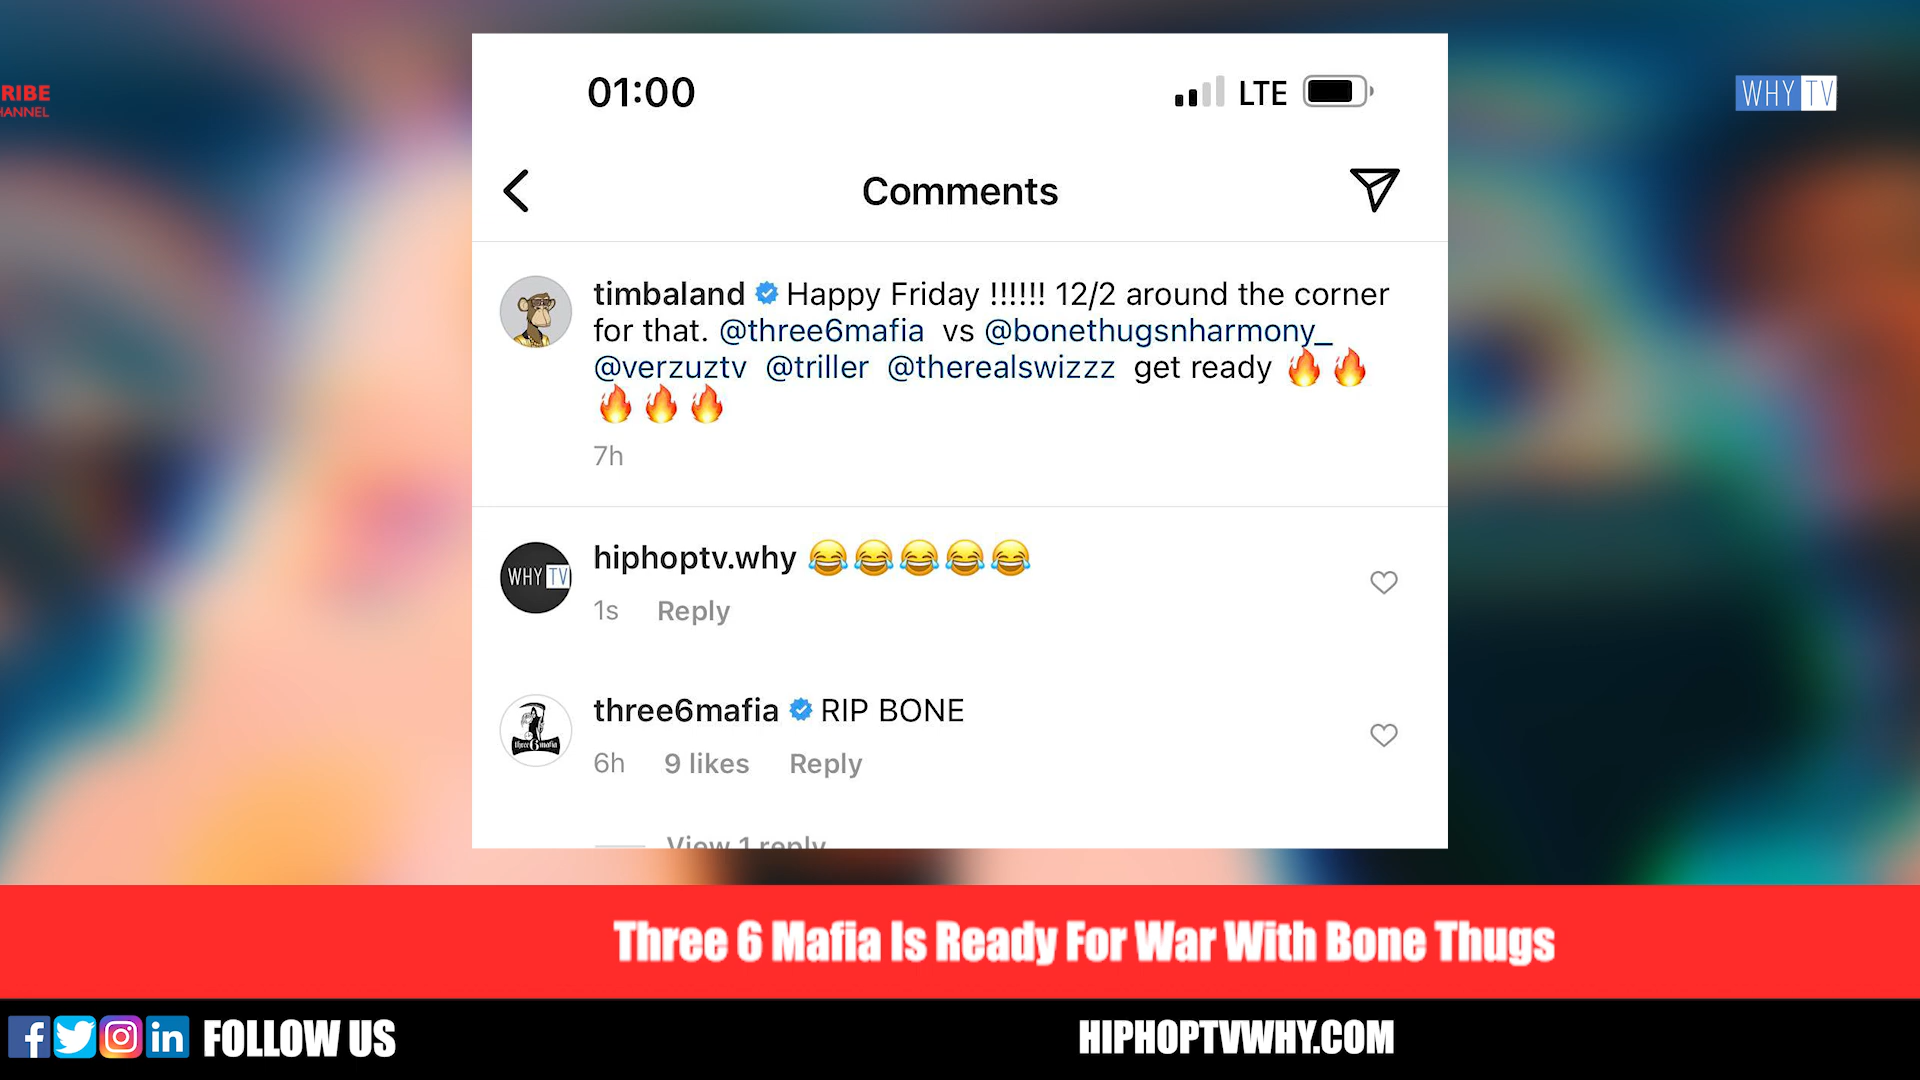 RIBE
HANNEL
WHY TV
01:00
LTE
Comments
timbaland Happy Friday !!!!!! 12/2 around the corner
for that. @three6mafia vs @bonethugsnharmony_
@verzuztv @triller @therealswizzz get ready 🔥🔥
🔥🔥🔥
7h
WHY TV
hiphoptv.why 😂😂😂😂😂
1s Reply
three6mafia
three6mafia RIP BONE
6h 9 likes Reply
View 1 reply
Three 6 Mafia Is Ready For War With Bone Thugs
FOLLOW US
HIPHOPTVWHY.COM